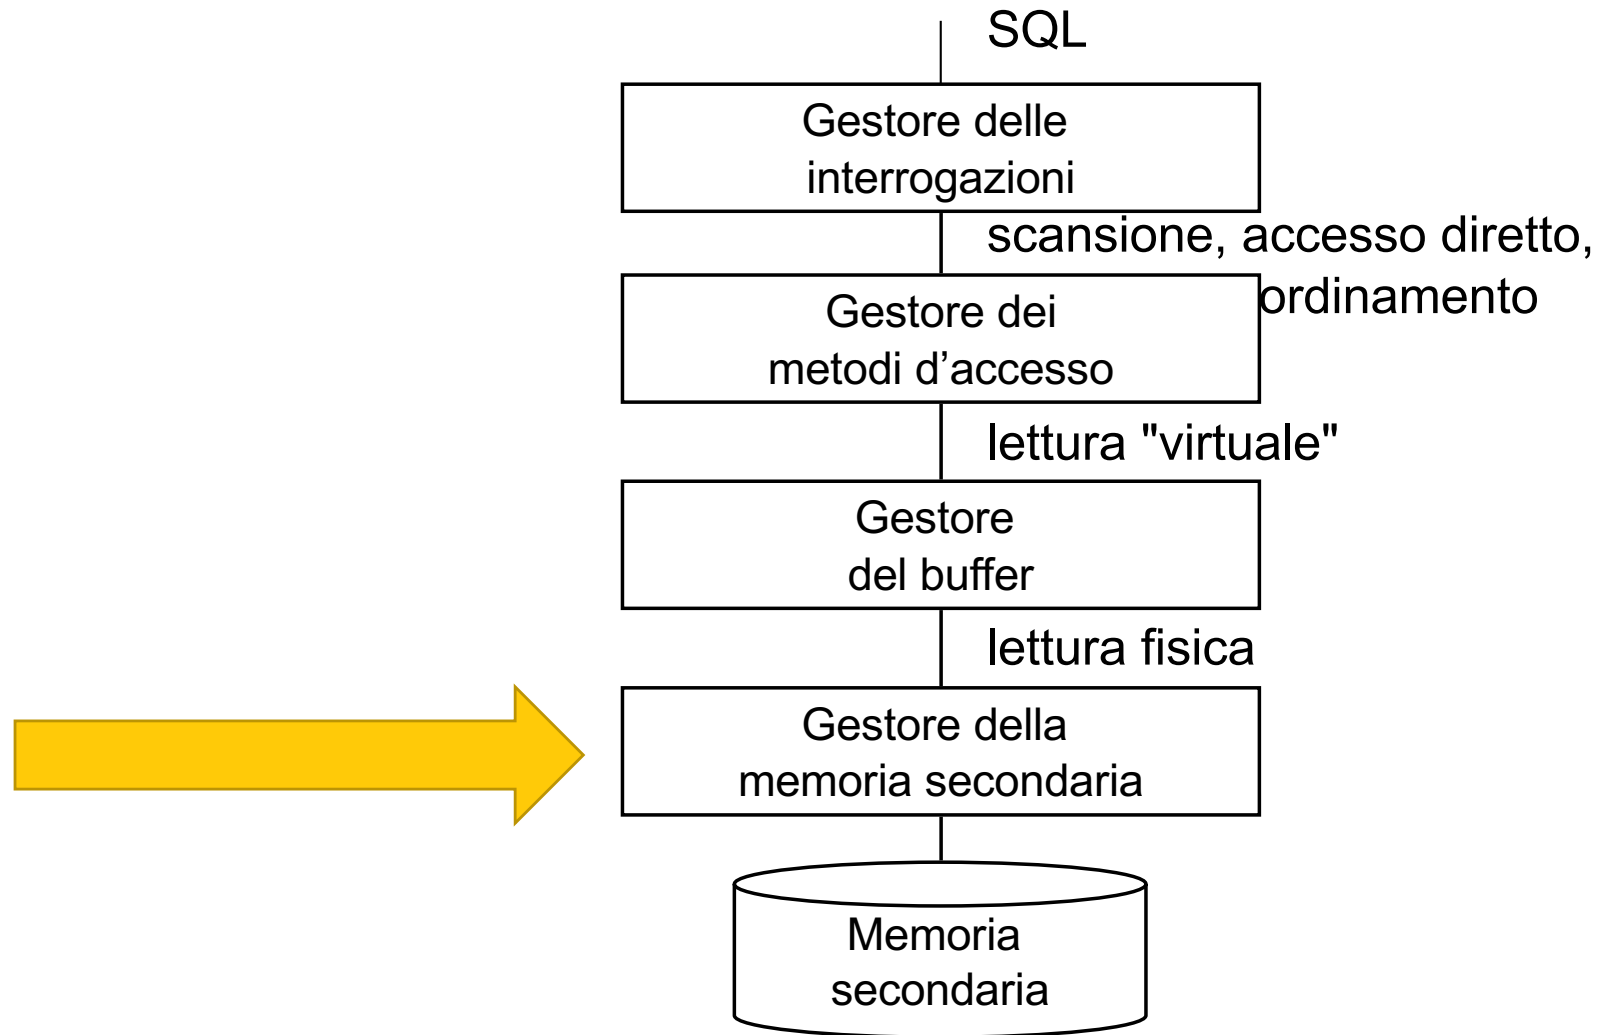 SQL
Gestore delle
interrogazioni
scansione, accesso diretto,
ordinamento
Gestore dei
metodi d’accesso
lettura "virtuale"
Gestore
del buffer
lettura fisica
Gestore della
memoria secondaria
Memoria
secondaria